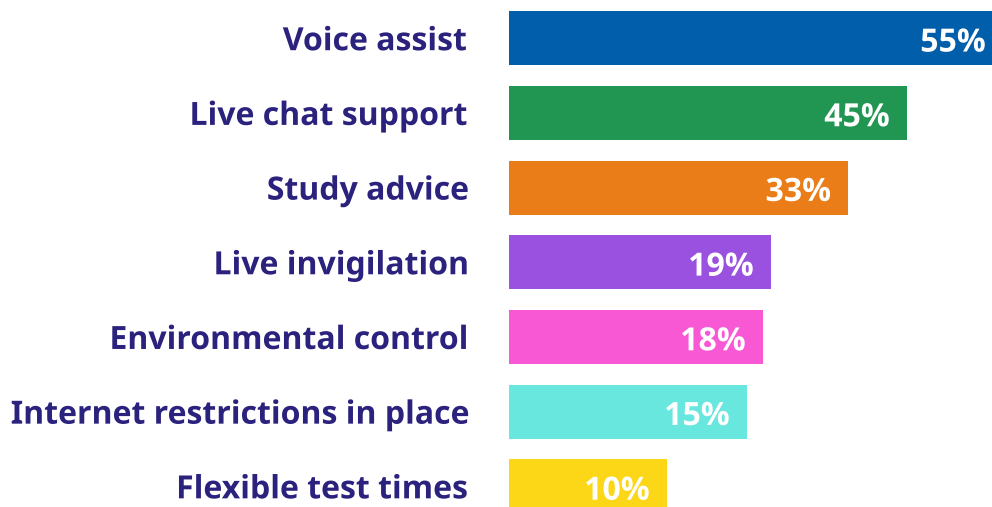 Voice assist 55%
Live chat support 45%
Study advice 33%
Live invigilation 19%
Environmental control 18%
Internet restrictions in place 15%
Flexible test times 10%